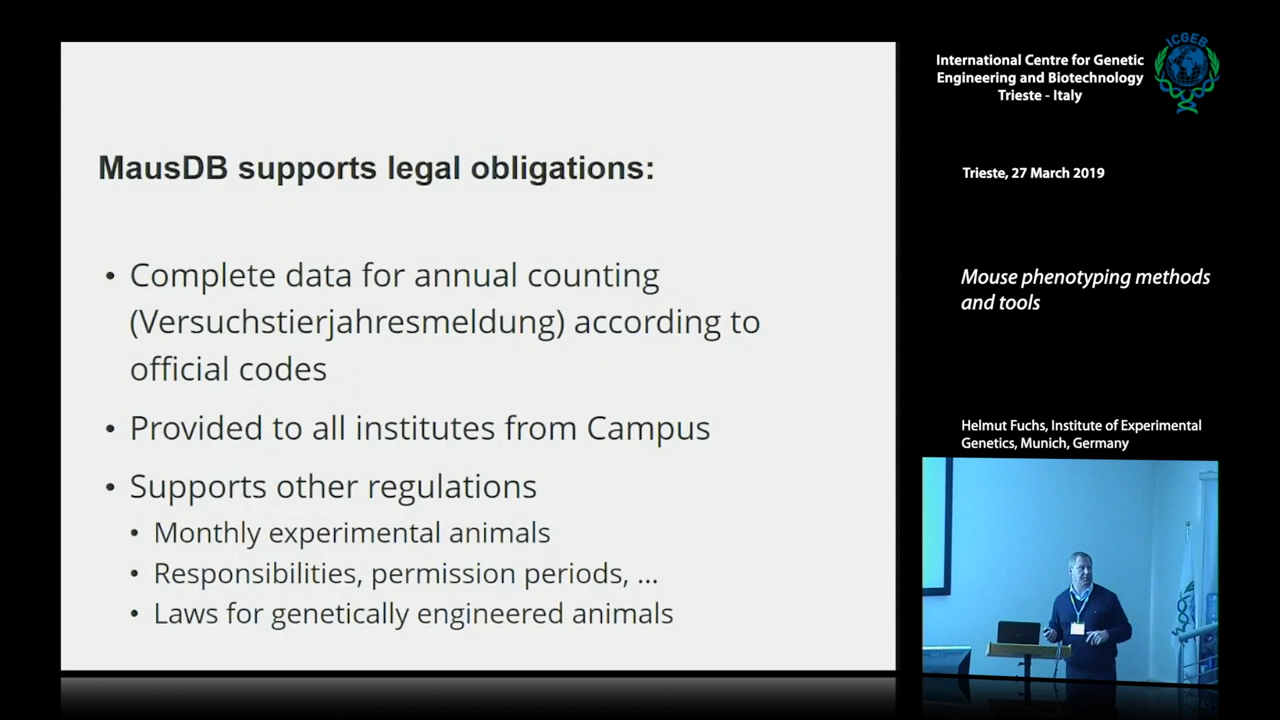 MausDB supports legal obligations:
• Complete data for annual counting
(Versuchstierjahresmeldung) according to
official codes
• Provided to all institutes from Campus
• Supports other regulations
• Monthly experimental animals
• Responsibilities, permission periods, ...
• Laws for genetically engineered animals
International Centre for Genetic
Engineering and Biotechnology
Trieste - Italy
ICGEB
Trieste, 27 March 2019
Mouse phenotyping methods
and tools
Helmut Fuchs, Institute of Experimental
Genetics, Munich, Germany